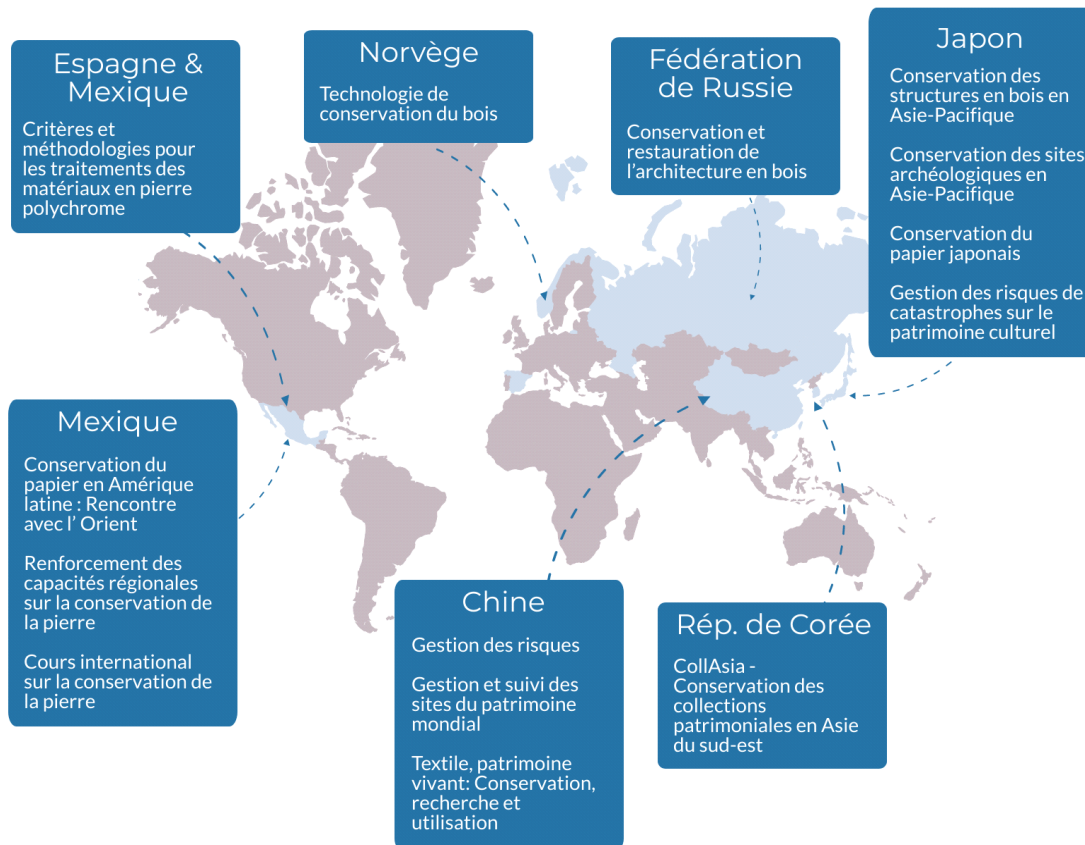 Espagne &
Mexique
Critères et
méthodologies pour
les traitements des
matériaux en pierre
polychrome
Norvège
Technologie de
conservation du bois
Fédération
de Russie
Conservation et
restauration de
l'architecture en bois
Japon
Conservation des
structures en bois en
Asie-Pacifique
Conservation des sites
archéologiques en
Asie-Pacifique
Conservation du
papier japonais
Gestion des risques de
catastrophes sur le
patrimoine culturel
Mexique
Conservation du
papier en Amérique
latine : Rencontre
avec l' Orient
Renforcement des
capacités régionales
sur la conservation de
la pierre
Cours international
sur la conservation de
la pierre
Chine
Gestion des risques
Gestion et suivi des
sites du patrimoine
mondial
Textile, patrimoine
vivant: Conservation,
recherche et
utilisation
Rép. de Corée
CollAsia -
Conservation des
collections
patrimoniales en Asie
du sud-est